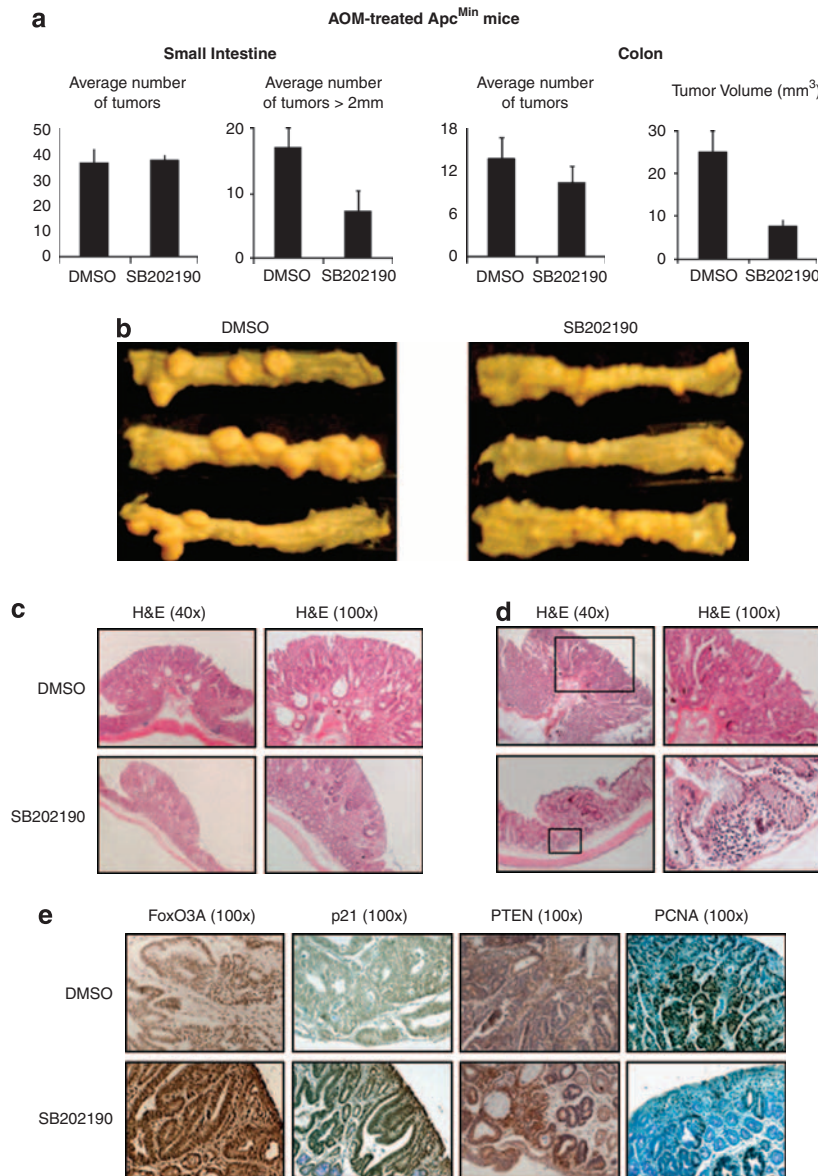 a
AOM-treated Apc^Min mice
Small Intestine
Colon
Average number
of tumors
Average number
of tumors > 2mm
Average number
of tumors
Tumor Volume (mm³)
50
40
30
20
10
0
DMSO SB202190
20
10
0
DMSO SB202190
18
12
6
0
DMSO SB202190
30
20
10
0
DMSO SB202190
b
DMSO
SB202190
c
H&E (40x) H&E (100x)
DMSO
SB202190
d
H&E (40x) H&E (100x)
e
FoxO3A (100x) p21 (100x) PTEN (100x) PCNA (100x)
DMSO
SB202190